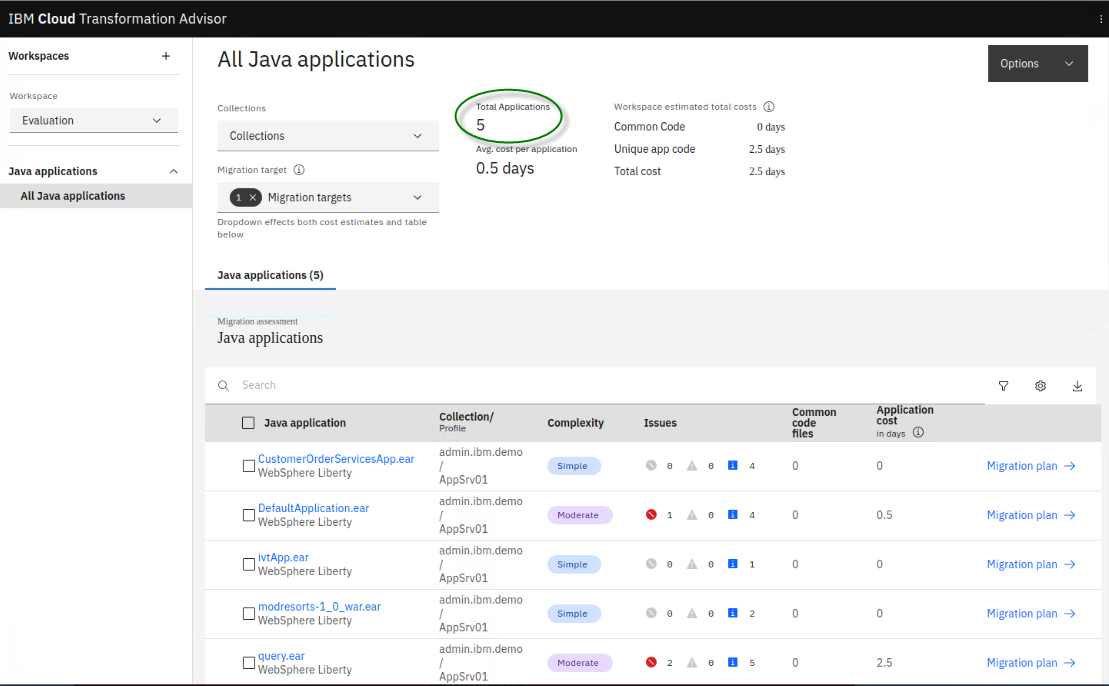 IBM Cloud Transformation Advisor
Workspaces
Workspace
Evaluation
Java applications
All Java applications
All Java applications
Options
Collections
Collections
Migration target
1 × Migration targets
Dropdown effects both cost estimates and table
below
Total Applications
5
Avg. cost per application
0.5 days
Workspace estimated total costs
Common Code 0 days
Unique app code 2.5 days
Total cost 2.5 days
Java applications (5)
Migration assessment
Java applications
Search
Java application
Collection/
Profile
Complexity
Issues
Common
code
files
Application
cost
in days
CustomerOrderServicesApp.ear
WebSphere Liberty
admin.ibm.demo
/
AppSrv01
Simple
0 0 4
0
0
Migration plan
DefaultApplication.ear
WebSphere Liberty
admin.ibm.demo
/
AppSrv01
Moderate
1 0 4
0
0.5
Migration plan
ivtApp.ear
WebSphere Liberty
admin.ibm.demo
/
AppSrv01
Simple
0 0 1
0
0
Migration plan
modresorts-1_0_war.ear
WebSphere Liberty
admin.ibm.demo
/
AppSrv01
Simple
0 0 2
0
0
Migration plan
query.ear
WebSphere Liberty
admin.ibm.demo
/
AppSrv01
Moderate
2 0 5
0
2.5
Migration plan